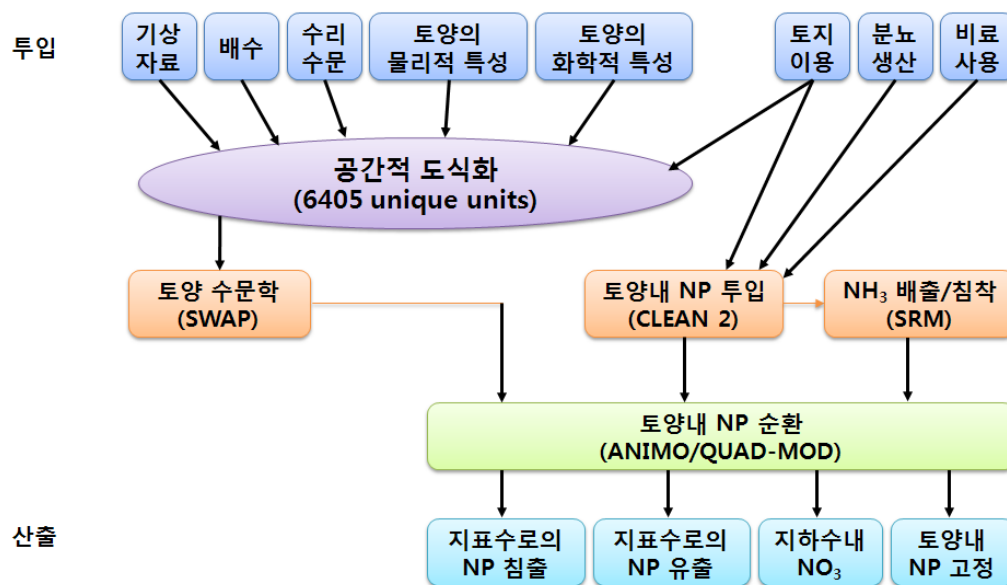 투입
기상
자료
배수
수리
수문
토양의
물리적 특성
토양의
화학적 특성
토지
이용
분뇨
생산
비료
사용
공간적 도식화
(6405 unique units)
토양 수문학
(SWAP)
토양내 NP 투입
(CLEAN 2)
NH₃ 배출/침착
(SRM)
토양내 NP 순환
(ANIMO/QUAD-MOD)
산출
지표수로의
NP 침출
지표수로의
NP 유출
지하수내
NO₃
토양내
NP 고정